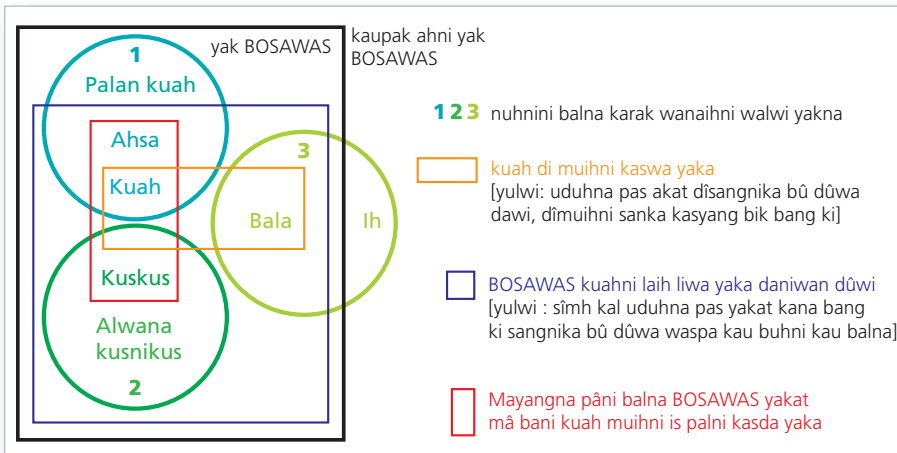 yak BOSAWAS
kaupak ahni yak
BOSAWAS
1
Palan kuah
Ahsa
Kuah
3
Bala
Ih
Kuskus
Alwana
kusnikus
2
1 2 3 nuhnini balna karak wanaihni walwi yakna
kuah di muihni kaswa yaka
[yulwi: uduhna pas akat dîsangnika bû dûwa
dawi, dîmuihni sanka kasyang bik bang ki]
BOSAWAS kuahni laih liwa yaka daniwan dûwi
[yulwi : sîmh kal uduhna pas yakat kana bang
ki sangnika bû dûwa waspa kau buhni kau balna]
Mayangna pâni balna BOSAWAS yakat
mâ bani kuah muihni is palni kasda yaka